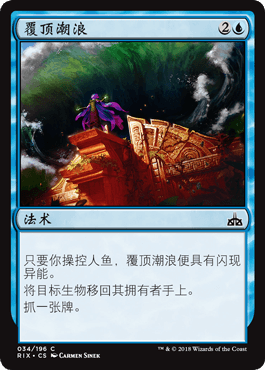 覆顶潮浪 2
法术
只要你操控人鱼，覆顶潮浪便具有闪现
异能。
将目标生物移回其拥有者手上。
抓一张牌。
034/196 C
RIX • CS CARMEN SINEK
™ & © 2018 Wizards of the Coast